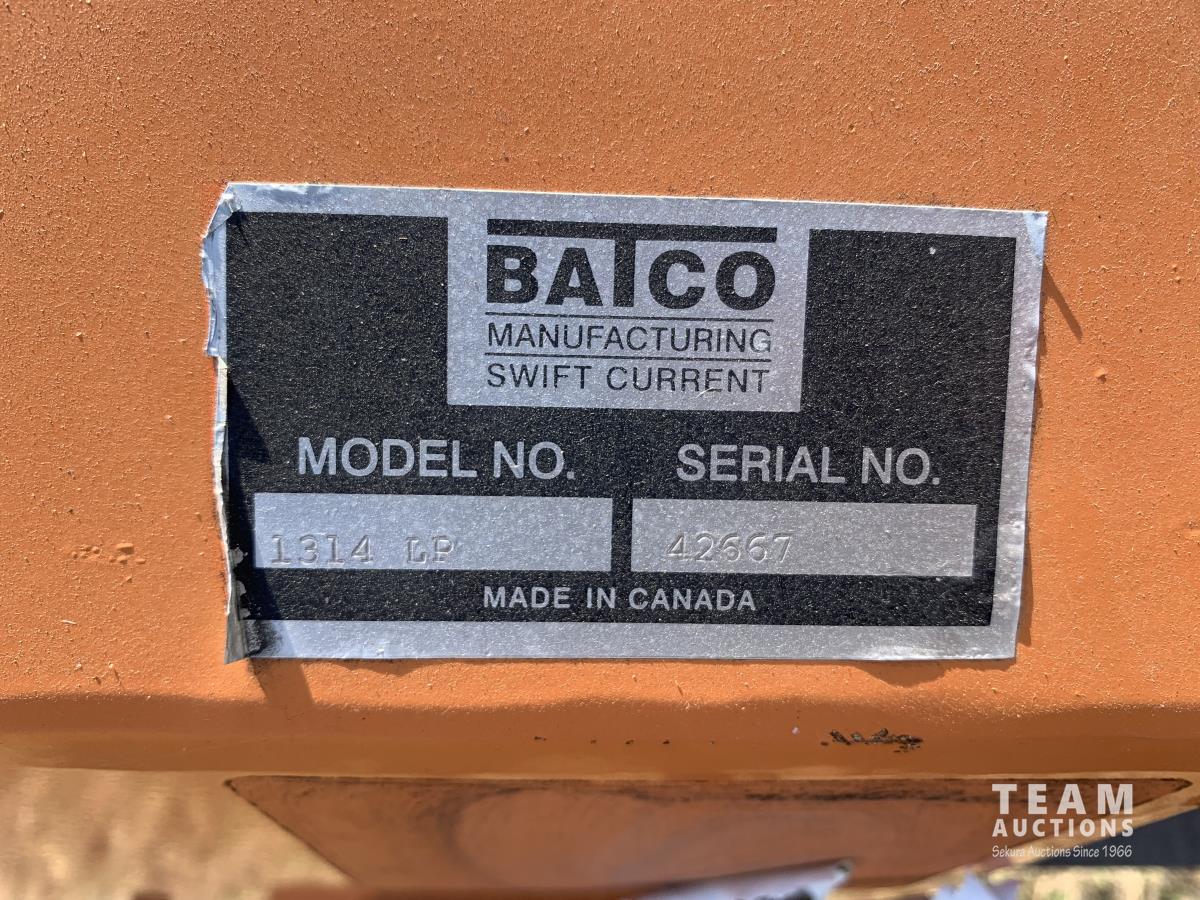 BATCO
MANUFACTURING
SWIFT CURRENT
MODEL NO. SERIAL NO.
1314 LP 42667
MADE IN CANADA
TEAM
AUCTIONS
Sekura Auctions Since 1966